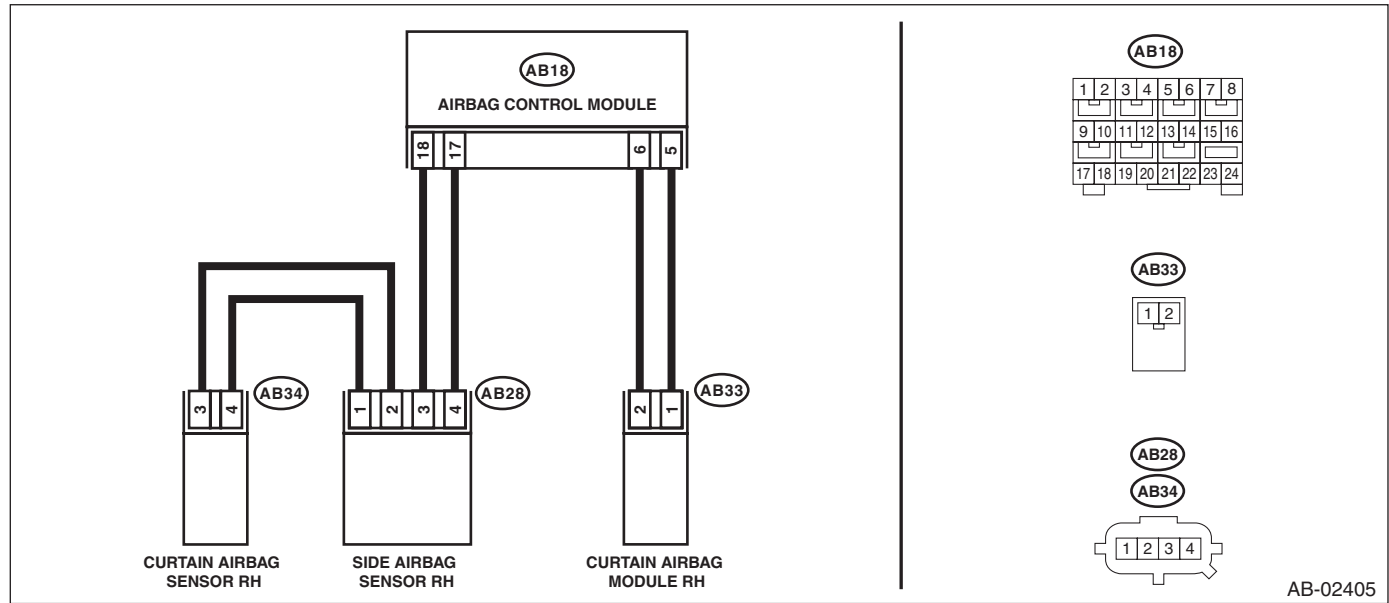 AB18
AIRBAG CONTROL MODULE
18 17 6 5
3 4 AB34 1 2 3 4 AB28 2 1 AB33
CURTAIN AIRBAG
SENSOR RH
SIDE AIRBAG
SENSOR RH
CURTAIN AIRBAG
MODULE RH
AB18
1 2 3 4 5 6 7 8
9 10 11 12 13 14 15 16
17 18 19 20 21 22 23 24
AB33
1 2
AB28
AB34
1 2 3 4
AB-02405